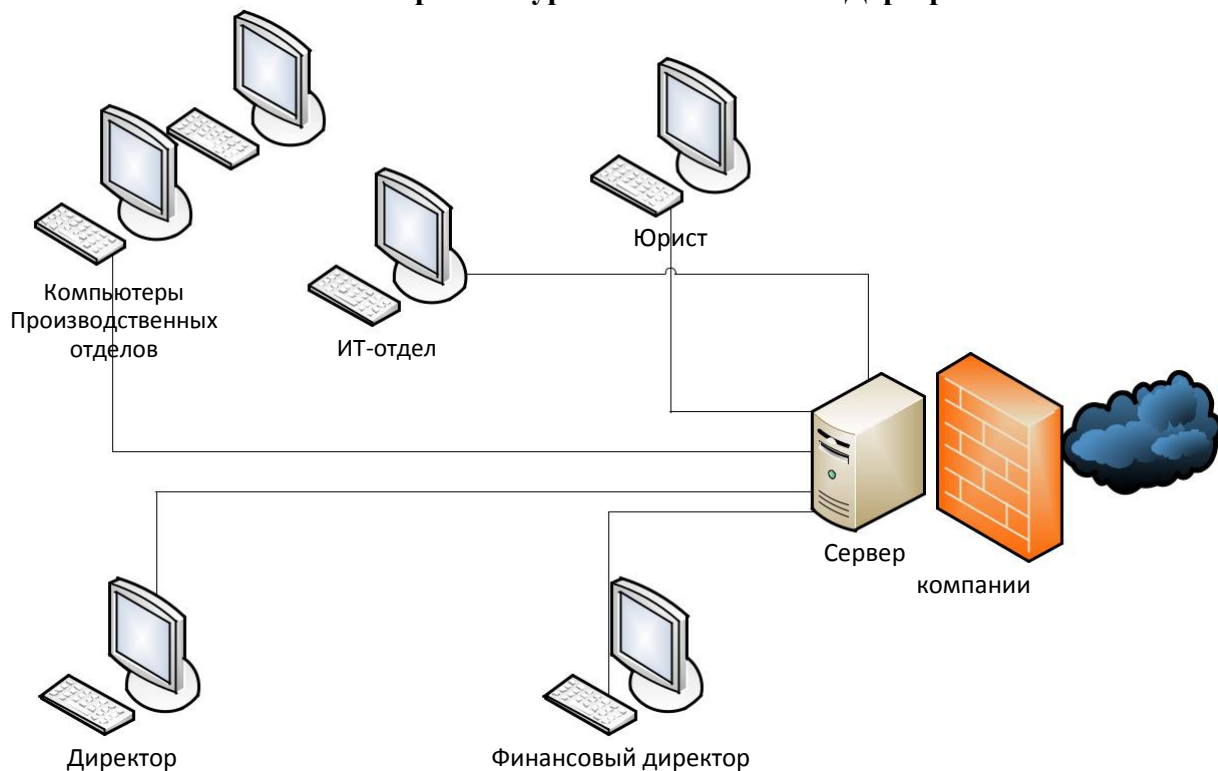 Юрист
Компьютеры
Производственных
отделов
ИТ-отдел
Сервер
компании
Директор
Финансовый директор